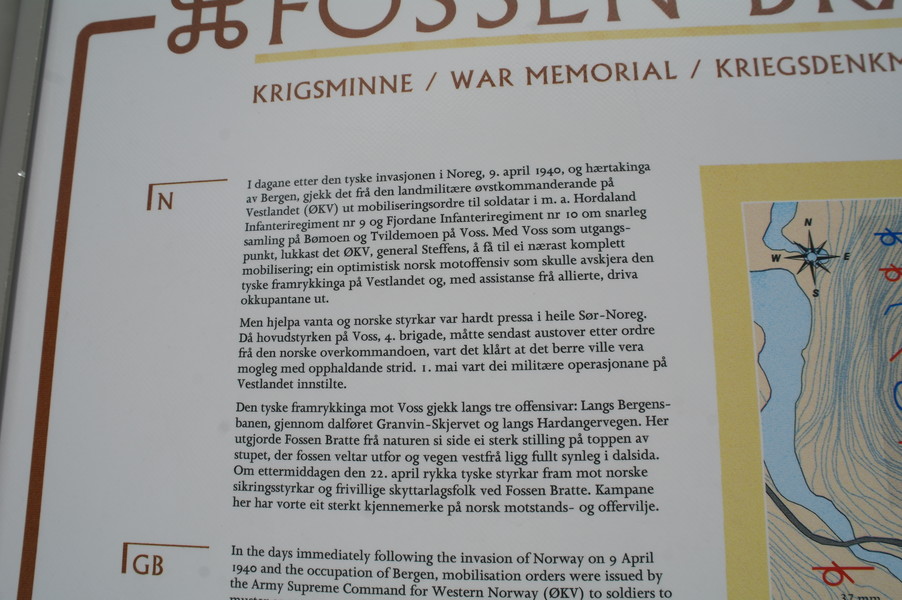 FOSSEN
KRIGSMINNE / WAR MEMORIAL /
N
I dagane etter den tyske invasjonen i Noreg, 9. april 1940, og hærtakinga
av Bergen, gjekk det frå den landmilitære øvstkommanderande på
Vestlandet (ØKV) ut mobiliseringsordre til soldatar i m. a. Hordaland
Infanteriregiment nr 9 og Fjordane Infanteriregiment nr 10 om snarleg
samling på Bømoen og Tvildemoen på Voss. Med Voss som utgangs-
punkt, lukkast det ØKV, general Steffens, å få til ei nærast komplett
mobilisering; ein optimistisk norsk motoffensiv som skulle avskjera den
tyske framrykkinga på Vestlandet og, med assistanse frå allierte, driva
okkupantane ut.
Men hjelpa vanta og norske styrkar var hardt pressa i heile Sør-Noreg.
Då hovudstyrken på Voss, 4. brigade, måtte sendast austover etter ordre
frå den norske overkommandoen, vart det klårt at det berre ville vera
mogleg med opphaldande strid. 1. mai vart dei militære operasjonane på
Vestlandet innstilte.
Den tyske framrykkinga mot Voss gjekk langs tre offensivar: Langs Bergens-
banen, gjennom dalføret Granvin-Skjervet og langs Hardangervegen. Her
utgjorde Fossen Bratte frå naturen si side ei sterk stilling på toppen av
stupet, der fossen veltar utfor og vegen vestfrå ligg fullt synleg i dalsida.
Om ettermiddagen den 22. april rykka tyske styrkar fram mot norske
sikringsstyrkar og frivillige skyttarlagsfolk ved Fossen Bratte. Kampane
her har vorte eit sterkt kjennemerke på norsk motstands- og offervilje.
GB
In the days immediately following the invasion of Norway on 9 April
1940 and the occupation of Bergen, mobilisation orders were issued by
the Army Supreme Command for Western Norway (ØKV) to soldiers to
N
W E
S
37 mm